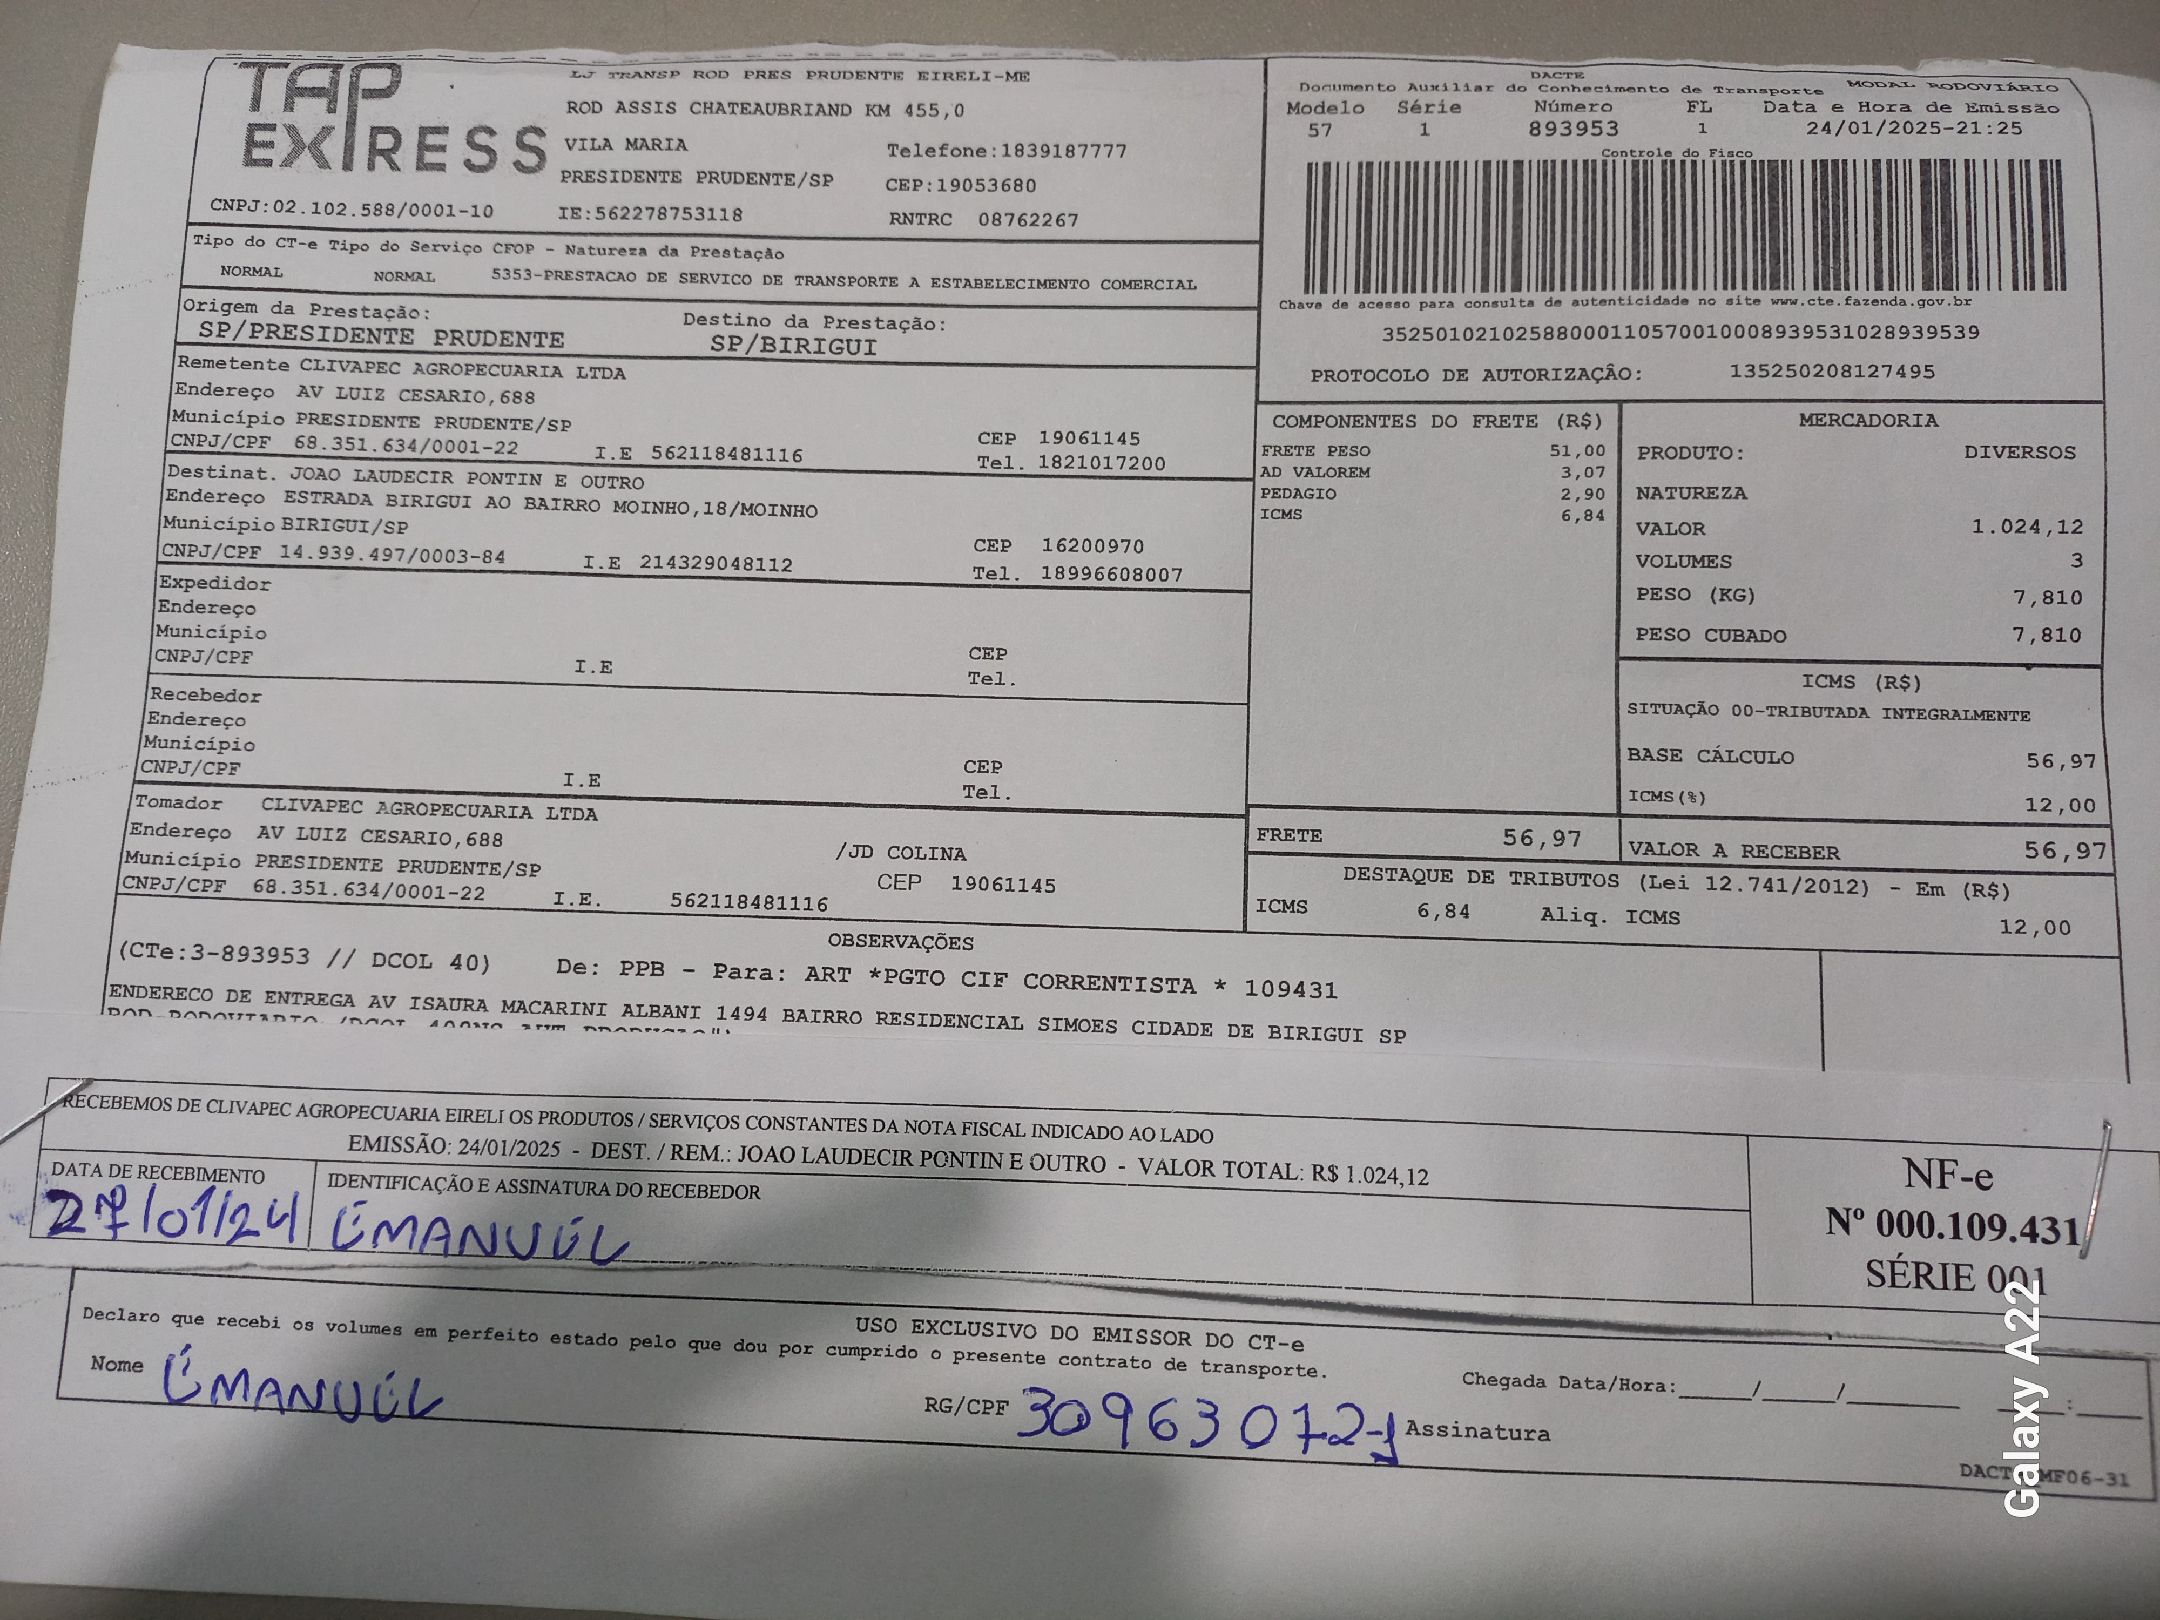 TAP EXPRESS
LJ TRANSP ROD PRES PRUDENTE EIRELI-ME
ROD ASSIS CHATEAUBRIAND KM 455,0
VILA MARIA Telefone:1839187777
PRESIDENTE PRUDENTE/SP CEP:19053680
CNPJ:02.102.588/0001-10 IE:562278753118 RNTRC 08762267
DACTE
Documento Auxiliar do Conhecimento de Transporte MODAL RODOVIÁRIO
Modelo Série Número FL Data e Hora de Emissão
57 1 893953 1 24/01/2025-21:25
Controle do Fisco
Chave de acesso para consulta de autenticidade no site www.cte.fazenda.gov.br
35250102102588000110570010008939531028939539
PROTOCOLO DE AUTORIZAÇÂO: 135250208127495
Tipo do CT-e Tipo do Serviço CFOP - Natureza da Prestação
NORMAL NORMAL 5353-PRESTACAO DE SERVICO DE TRANSPORTE A ESTABELECIMENTO COMERCIAL
Origem da Prestação: Destino da Prestação:
SP/PRESIDENTE PRUDENTE SP/BIRIGUI
Remetente CLIVAPEC AGROPECUARIA LTDA
Endereço AV LUIZ CESARIO,688
Município PRESIDENTE PRUDENTE/SP CEP 19061145
CNPJ/CPF 68.351.634/0001-22 I.E 562118481116 Tel. 1821017200
Destinat. JOAO LAUDECIR PONTIN E OUTRO
Endereço ESTRADA BIRIGUI AO BAIRRO MOINHO,18/MOINHO
Município BIRIGUI/SP CEP 16200970
CNPJ/CPF 14.939.497/0003-84 I.E 214329048112 Tel. 18996608007
Expedidor
Endereço
Município CEP
CNPJ/CPF I.E Tel.
Recebedor
Endereço
Município CEP
CNPJ/CPF I.E Tel.
Tomador CLIVAPEC AGROPECUARIA LTDA
Endereço AV LUIZ CESARIO,688 /JD COLINA
Município PRESIDENTE PRUDENTE/SP CEP 19061145
CNPJ/CPF 68.351.634/0001-22 I.E. 562118481116
COMPONENTES DO FRETE (R$)
FRETE PESO 51,00
AD VALOREM 3,07
PEDAGIO 2,90
ICMS 6,84
MERCADORIA
PRODUTO: DIVERSOS
NATUREZA
VALOR 1.024,12
VOLUMES 3
PESO (KG) 7,810
PESO CUBADO 7,810
ICMS (R$)
SITUAÇÃO 00-TRIBUTADA INTEGRALMENTE
BASE CÁLCULO 56,97
ICMS(%) 12,00
FRETE 56,97 VALOR A RECEBER 56,97
DESTAQUE DE TRIBUTOS (Lei 12.741/2012) - Em (R$)
ICMS 6,84 Aliq. ICMS 12,00
OBSERVAÇÕES
(CTe:3-893953 // DCOL 40) De: PPB - Para: ART *PGTO CIF CORRENTISTA * 109431
ENDERECO DE ENTREGA AV ISAURA MACARINI ALBANI 1494 BAIRRO RESIDENCIAL SIMOES CIDADE DE BIRIGUI SP
RECEBEMOS DE CLIVAPEC AGROPECUARIA EIRELI OS PRODUTOS / SERVIÇOS CONSTANTES DA NOTA FISCAL INDICADO AO LADO
EMISSÃO: 24/01/2025 - DEST. / REM.: JOAO LAUDECIR PONTIN E OUTRO - VALOR TOTAL: R$ 1.024,12
DATA DE RECEBIMENTO IDENTIFICAÇÃO E ASSINATURA DO RECEBEDOR
27/01/24 EMANUEL
NF-e
Nº 000.109.431
SÉRIE 001
USO EXCLUSIVO DO EMISSOR DO CT-e
Declaro que recebi os volumes em perfeito estado pelo que dou por cumprido o presente contrato de transporte.
Nome EMANUEL RG/CPF 30963072-1 Assinatura
Chegada Data/Hora:____/____/____ ____:____
MF06-31
Galaxy A22